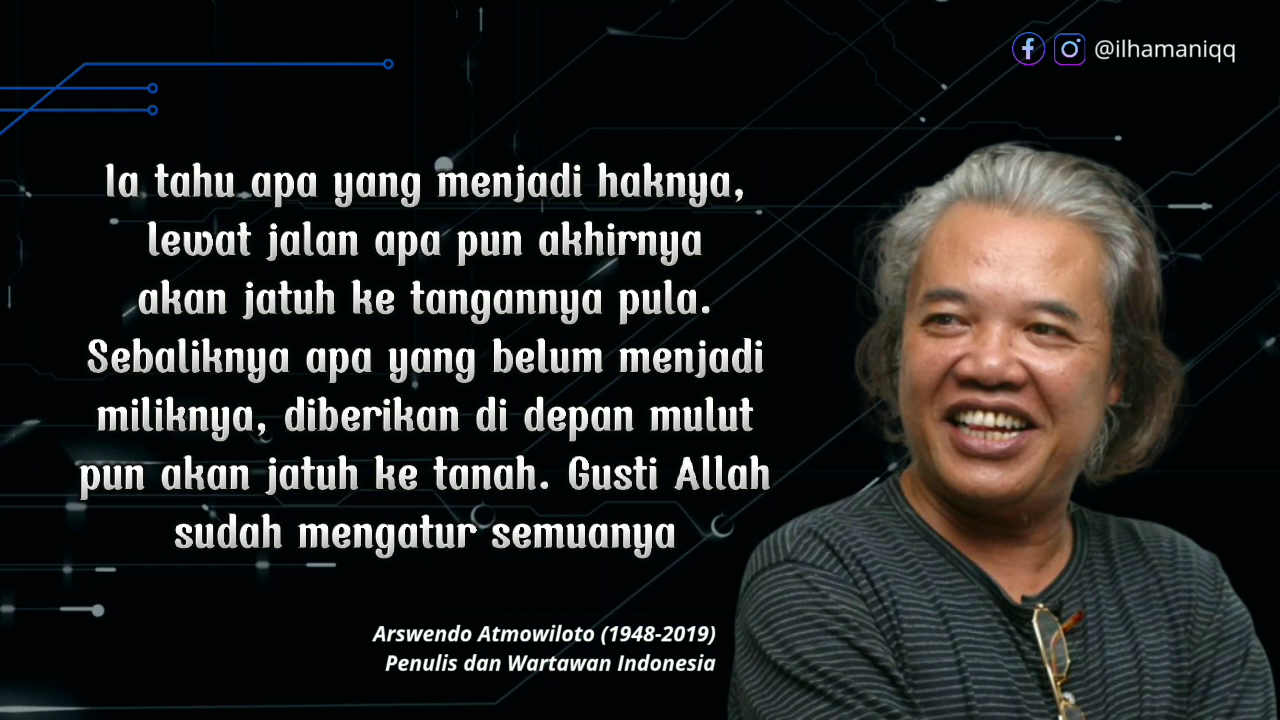 @ilhamaniqq
Ia tahu apa yang menjadi haknya,
lewat jalan apa pun akhirnya
akan jatuh ke tangannya pula.
Sebaliknya apa yang belum menjadi
miliknya, diberikan di depan mulut
pun akan jatuh ke tanah. Gusti Allah
sudah mengatur semuanya
Arswendo Atmowiloto (1948-2019)
Penulis dan Wartawan Indonesia